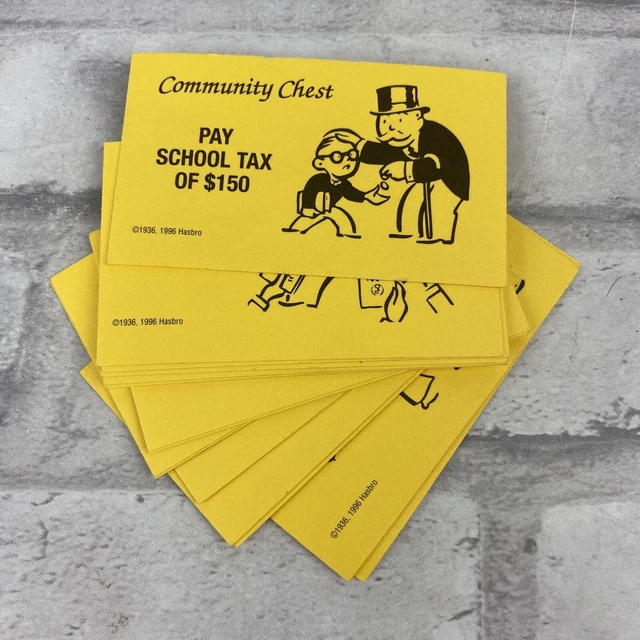 Community Chest
PAY
SCHOOL TAX
OF $150
©1936, 1996 Hasbro
©1936, 1996 Hasbro
$
©1936, 1996 Hasbro